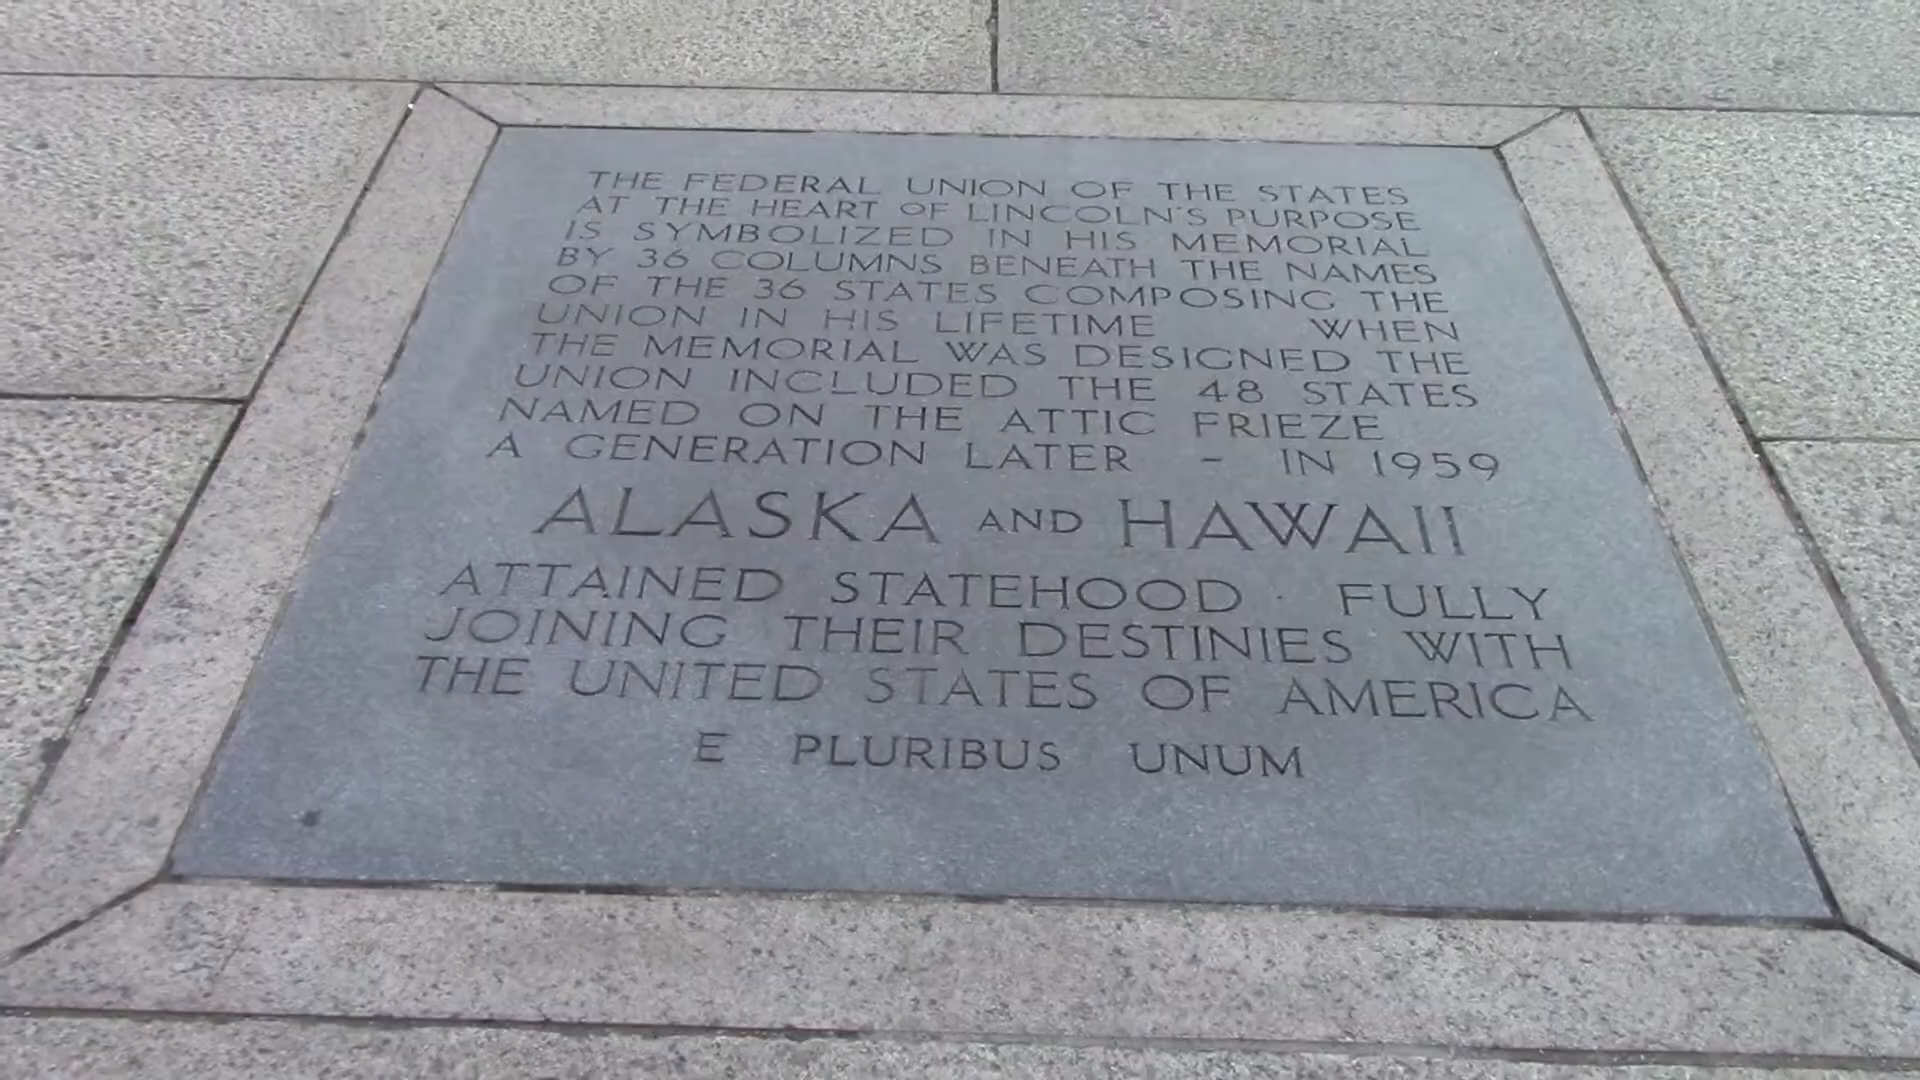 THE FEDERAL UNION OF THE STATES
AT THE HEART OF LINCOLN'S PURPOSE
IS SYMBOLIZED IN HIS MEMORIAL
BY 36 COLUMNS BENEATH THE NAMES
OF THE 36 STATES COMPOSING THE
UNION IN HIS LIFETIME WHEN
THE MEMORIAL WAS DESIGNED THE
UNION INCLUDED THE 48 STATES
NAMED ON THE ATTIC FRIEZE
A GENERATION LATER - IN 1959
ALASKA AND HAWAII
ATTAINED STATEHOOD · FULLY
JOINING THEIR DESTINIES WITH
THE UNITED STATES OF AMERICA
E PLURIBUS UNUM